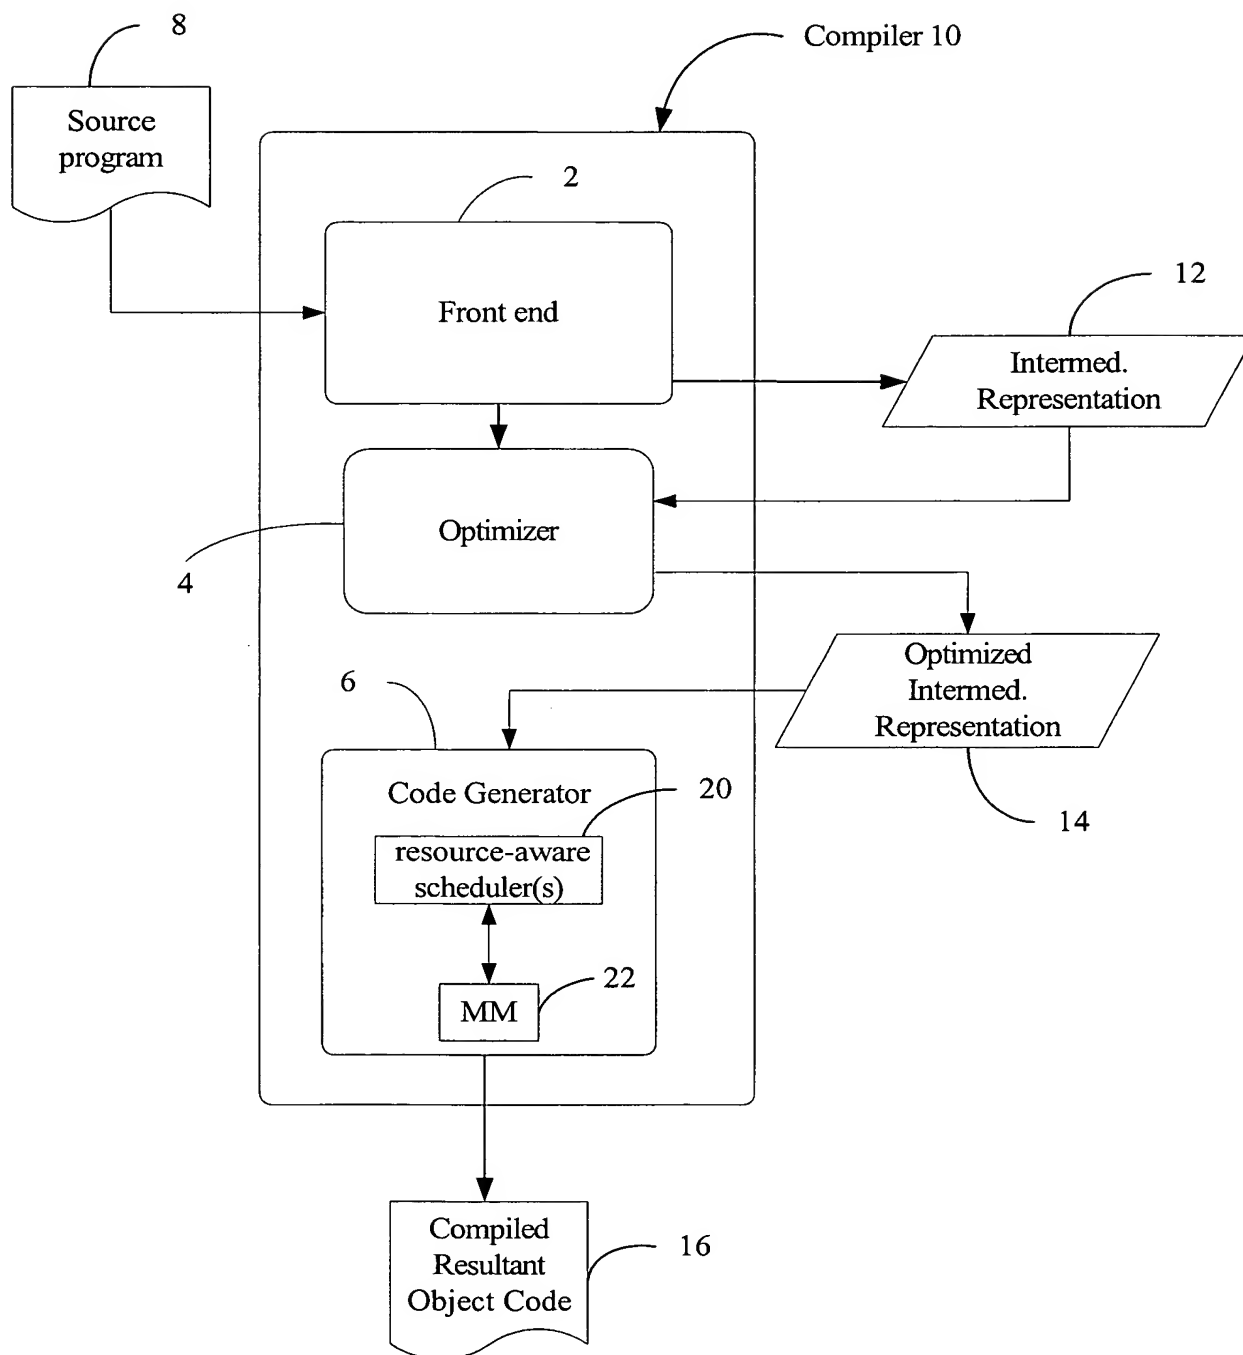 8
Compiler 10
Source
program
2
12
Front end
Intermed.
Representation
Optimizer
4
Optimized
Intermed.
Representation
6
Code Generator
20
14
resource-aware
scheduler(s)
22
MM
Compiled
Resultant
Object Code
16